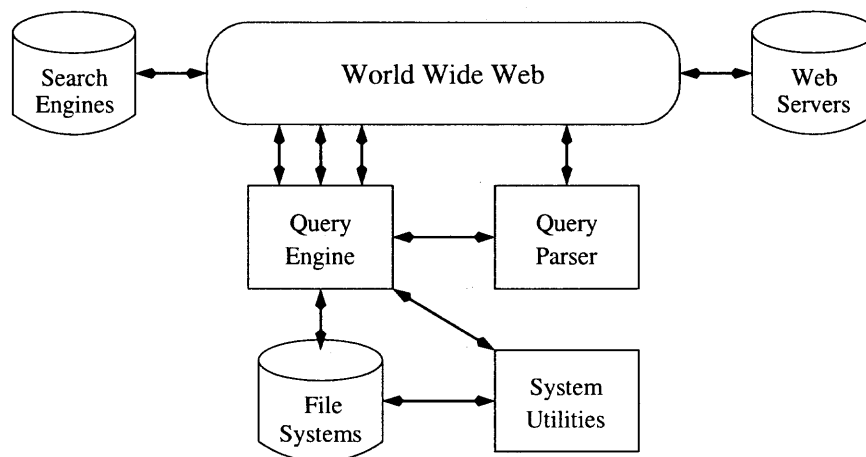 Search
Engines
World Wide Web
Web
Servers
Query
Engine
Query
Parser
File
Systems
System
Utilities